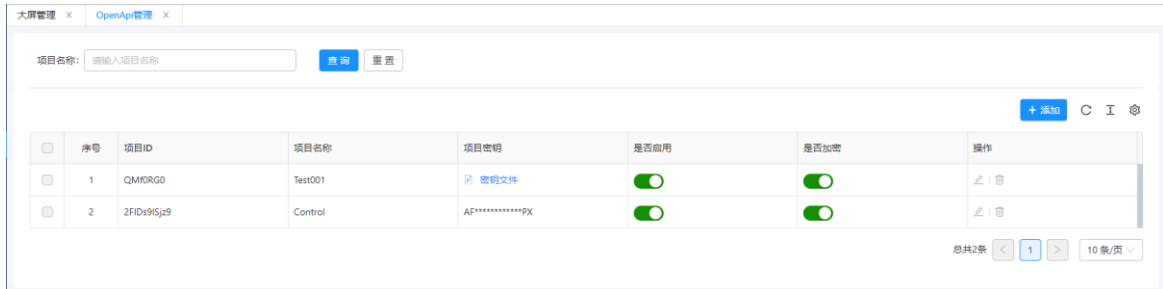 大屏管理 × OpenApi管理 ×
项目名称: 请输入项目名称 查 询 重 置
+ 添加
序号 项目ID 项目名称 项目密钥 是否启用 是否加密 操作
1 QMf0RG0 Test001 密钥文件
2 2FIDs9ISjz9 Control AF************PX
总共2条 < 1 > 10 条/页